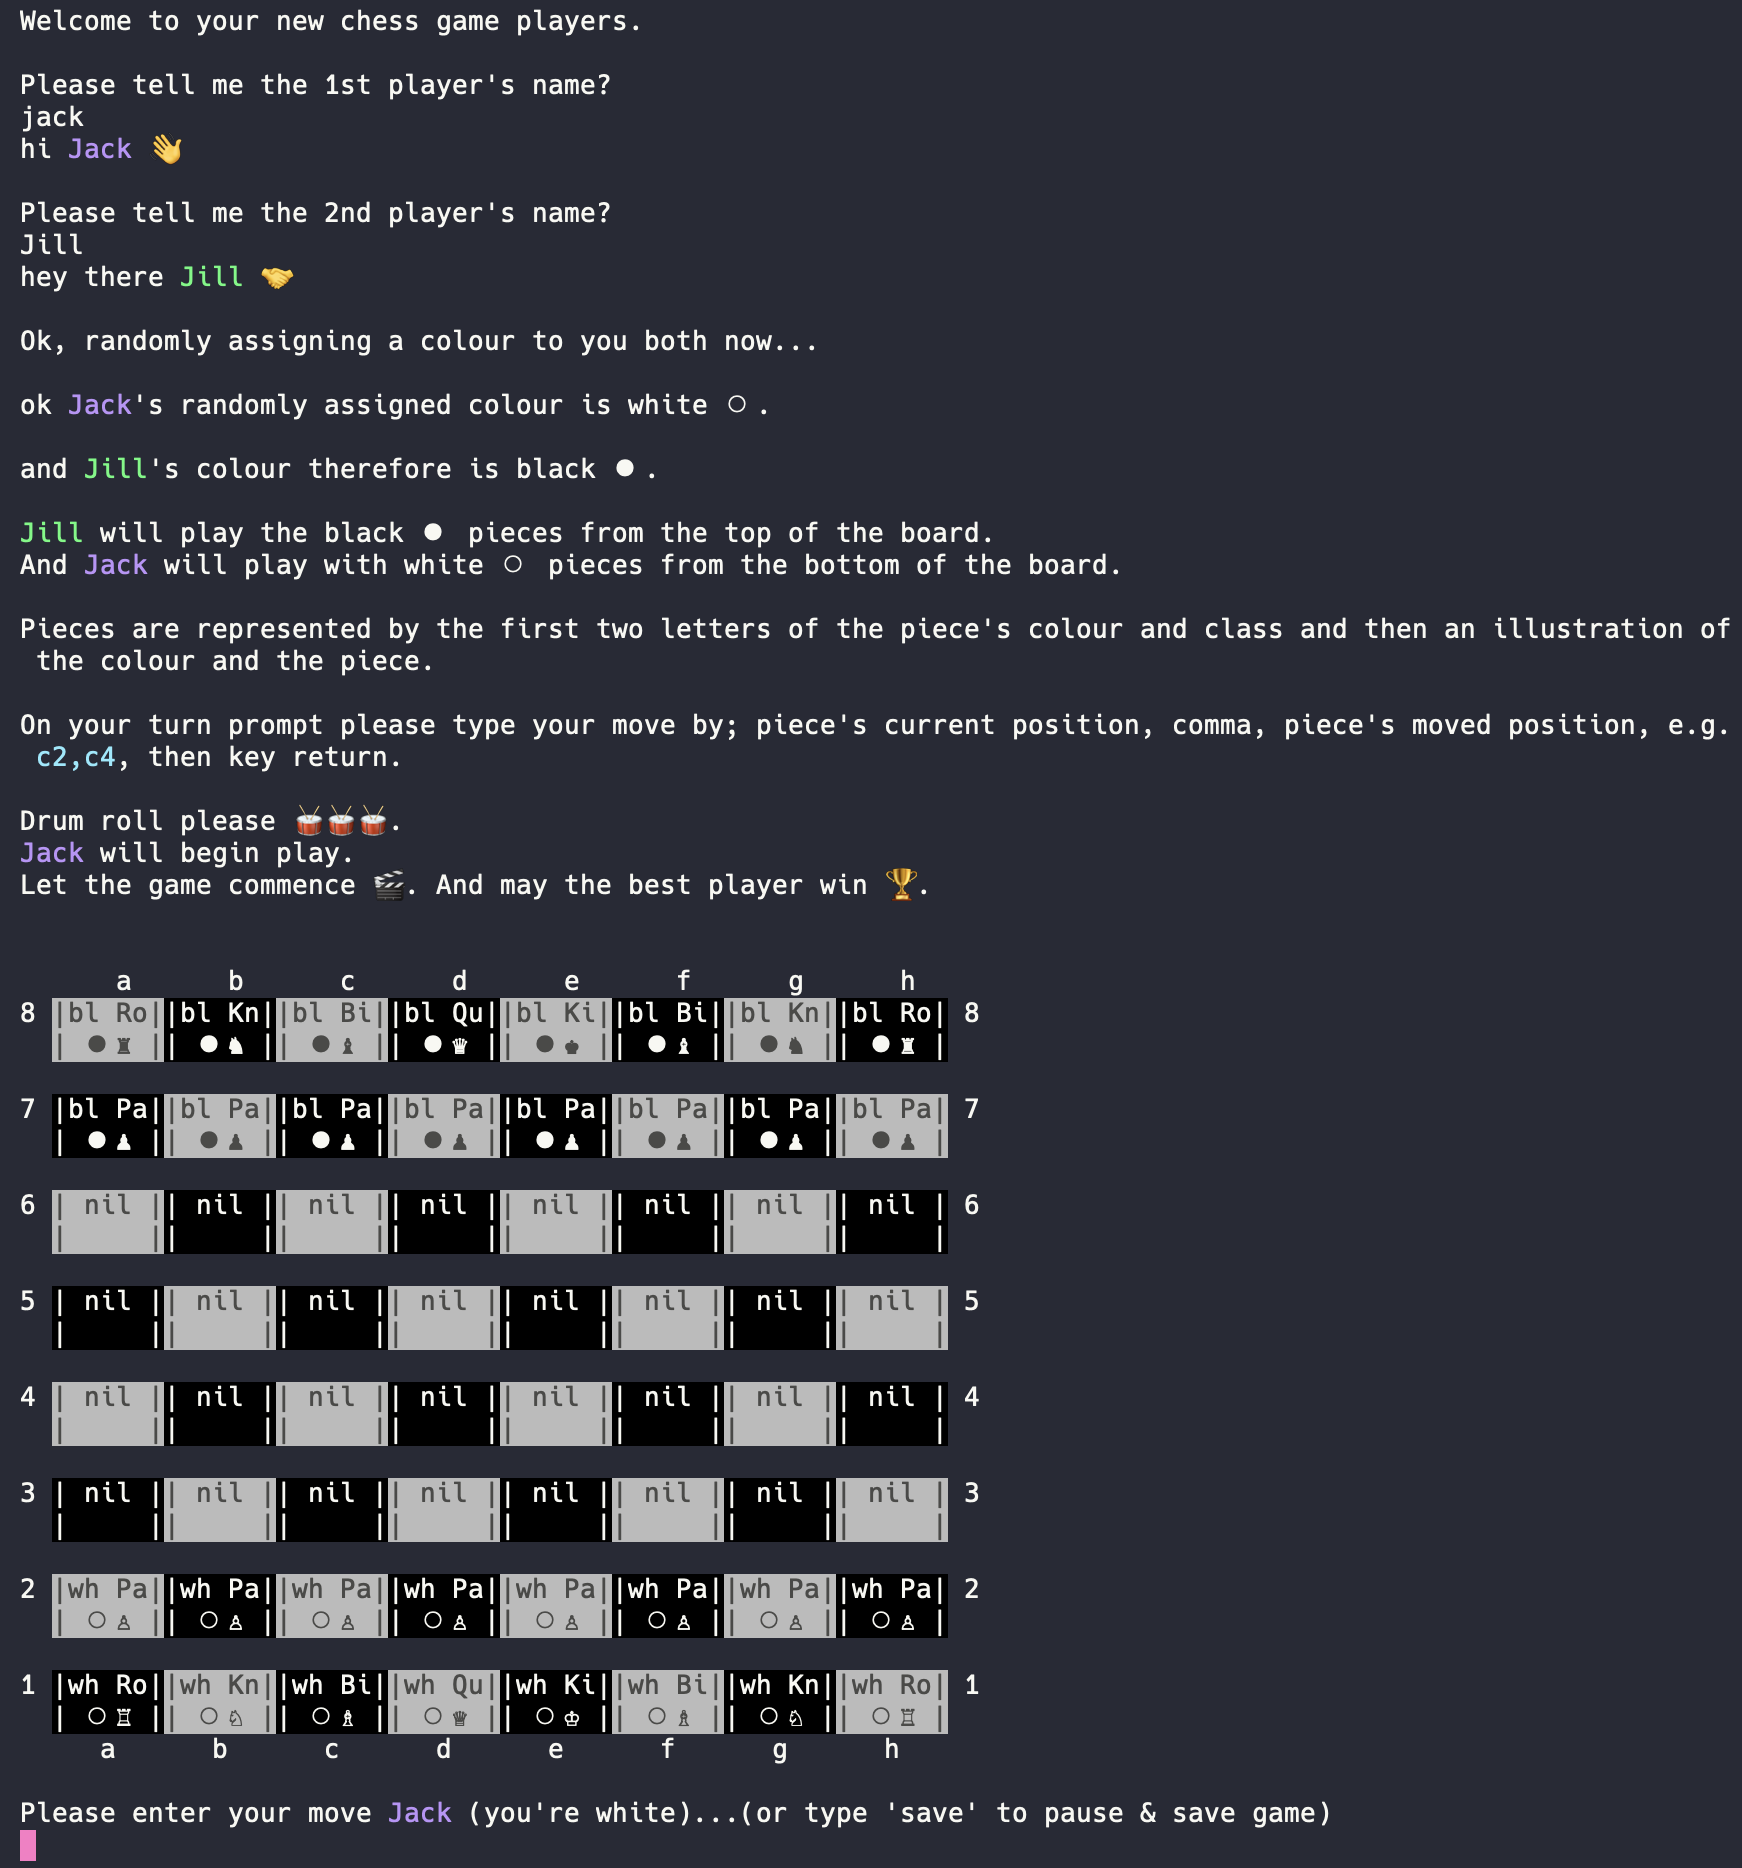 Welcome to your new chess game players.
Please tell me the 1st player's name?
jack
hi Jack 👋
Please tell me the 2nd player's name?
Jill
hey there Jill 🤝
Ok, randomly assigning a colour to you both now...
ok Jack's randomly assigned colour is white ○ .
and Jill's colour therefore is black ● .
Jill will play the black ● pieces from the top of the board.
And Jack will play with white ○ pieces from the bottom of the board.
Pieces are represented by the first two letters of the piece's colour and class and then an illustration of
the colour and the piece.
On your turn prompt please type your move by; piece's current position, comma, piece's moved position, e.g.
c2,c4, then key return.
Drum roll please 🥁🥁🥁.
Jack will begin play.
Let the game commence 🎬. And may the best player win 🏆.
a b c d e f g h
8 |bl Ro||bl Kn||bl Bi||bl Qu||bl Ki||bl Bi||bl Kn||bl Ro| 8
| ● ♜ || ● ♞ || ● ♝ || ● ♛ || ● ♚ || ● ♝ || ● ♞ || ● ♜ |
7 |bl Pa||bl Pa||bl Pa||bl Pa||bl Pa||bl Pa||bl Pa||bl Pa| 7
| ● ♟ || ● ♟ || ● ♟ || ● ♟ || ● ♟ || ● ♟ || ● ♟ || ● ♟ |
6 | nil || nil || nil || nil || nil || nil || nil || nil | 6
| || || || || || || || |
5 | nil || nil || nil || nil || nil || nil || nil || nil | 5
| || || || || || || || |
4 | nil || nil || nil || nil || nil || nil || nil || nil | 4
| || || || || || || || |
3 | nil || nil || nil || nil || nil || nil || nil || nil | 3
| || || || || || || || |
2 |wh Pa||wh Pa||wh Pa||wh Pa||wh Pa||wh Pa||wh Pa||wh Pa| 2
| ○ ♙ || ○ ♙ || ○ ♙ || ○ ♙ || ○ ♙ || ○ ♙ || ○ ♙ || ○ ♙ |
1 |wh Ro||wh Kn||wh Bi||wh Qu||wh Ki||wh Bi||wh Kn||wh Ro| 1
| ○ ♖ || ○ ♘ || ○ ♗ || ○ ♕ || ○ ♔ || ○ ♗ || ○ ♘ || ○ ♖ |
a b c d e f g h
Please enter your move Jack (you're white)...(or type 'save' to pause & save game)